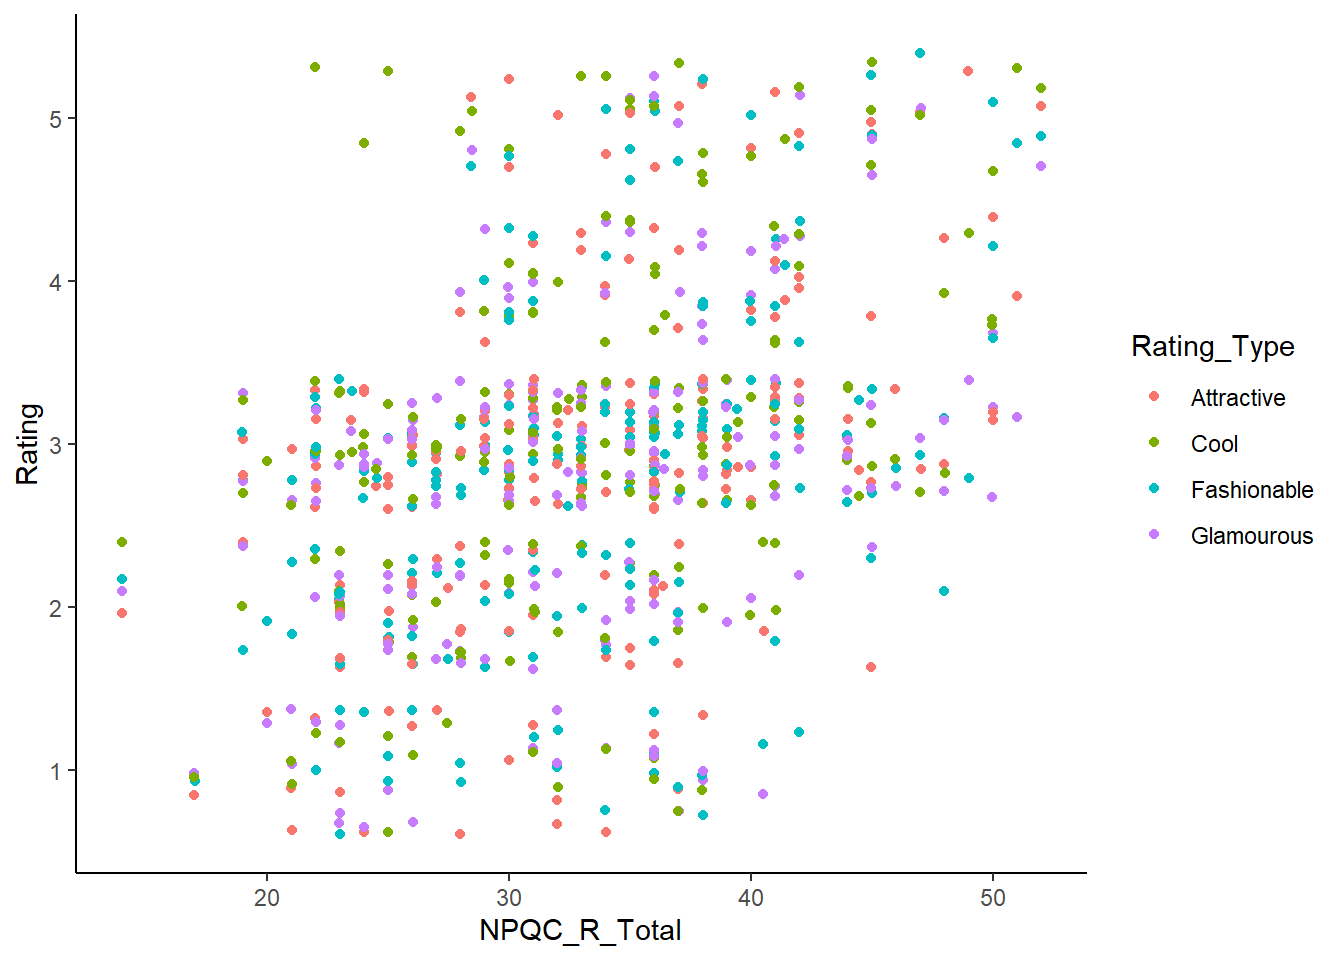 5
4
3
2
1
Rating
20
30
40
50
NPQC_R_Total
Rating_Type
Attractive
Cool
Fashionable
Glamourous